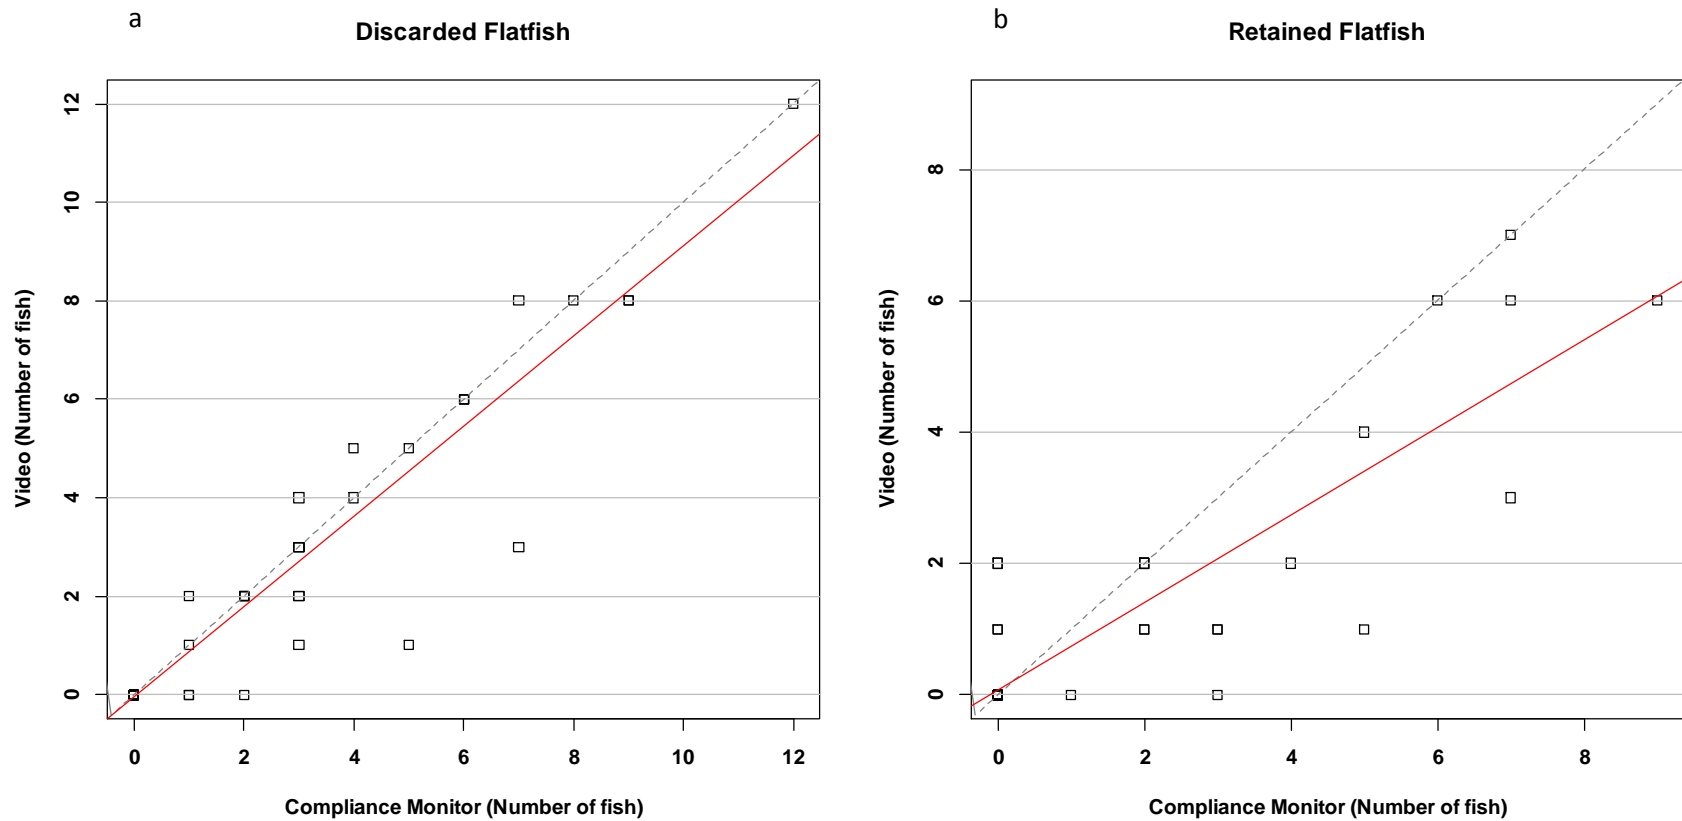 a
Discarded Flatfish
12
10
8
6
4
2
0
Video (Number of fish)
0 2 4 6 8 10 12
Compliance Monitor (Number of fish)
b
Retained Flatfish
8
6
4
2
0
Video (Number of fish)
0 2 4 6 8
Compliance Monitor (Number of fish)